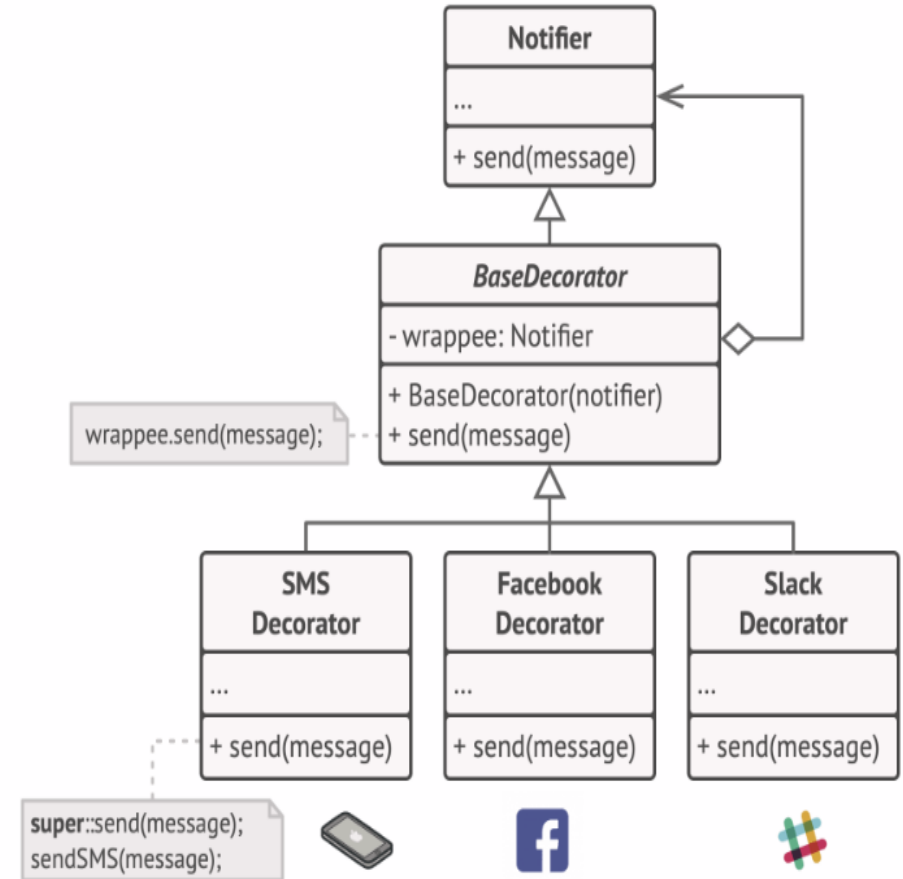 Notifier
...
+ send(message)
BaseDecorator
- wrappee: Notifier
+ BaseDecorator(notifier)
+ send(message)
wrappee.send(message);
SMS
Decorator
...
+ send(message)
Facebook
Decorator
...
+ send(message)
Slack
Decorator
...
+ send(message)
super::send(message);
sendSMS(message);